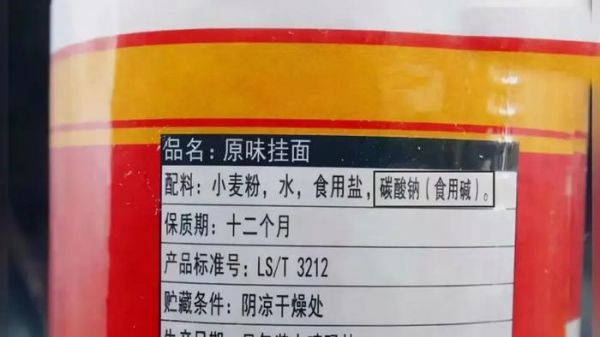 品名：原味挂面
配料：小麦粉，水，食用盐，碳酸钠（食用碱）。
保质期：十二个月
产品标准号：LS/T 3212
贮藏条件：阴凉干燥处